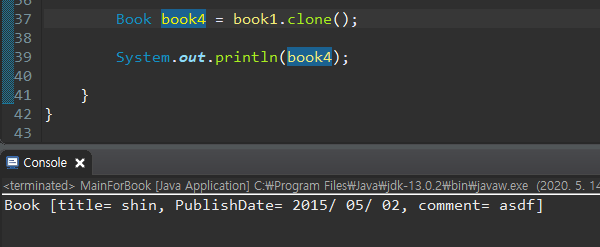 37 Book book4 = book1.clone();
38
39 System.out.println(book4);
40
41 }
42 }
43
Console
<terminated> MainForBook [Java Application] C:₩Program Files₩Java₩jdk-13.0.2₩bin₩javaw.exe (2020. 5. 14
Book [title= shin, PublishDate= 2015/ 05/ 02, comment= asdf]